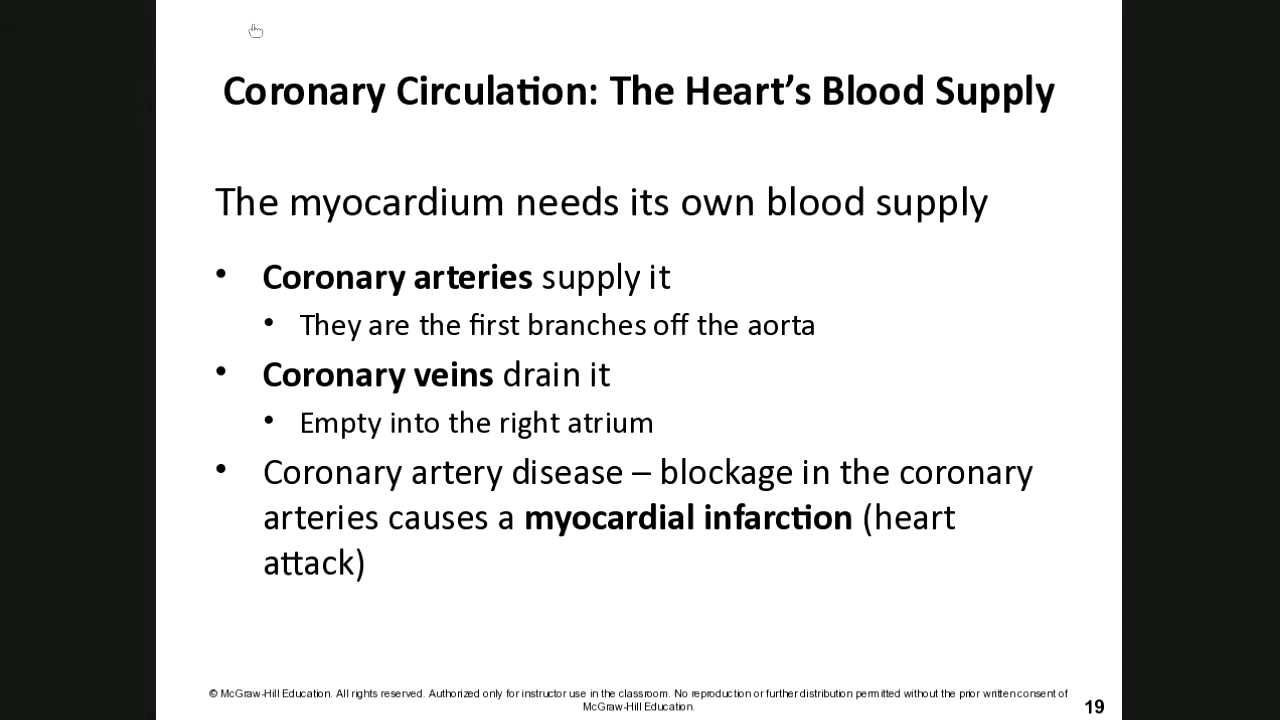 Coronary Circulation: The Heart’s Blood Supply
The myocardium needs its own blood supply
• Coronary arteries supply it
• They are the first branches off the aorta
• Coronary veins drain it
• Empty into the right atrium
• Coronary artery disease – blockage in the coronary
arteries causes a myocardial infarction (heart
attack)
© McGraw-Hill Education. All rights reserved. Authorized only for instructor use in the classroom. No reproduction or further distribution permitted without the prior written consent of
McGraw-Hill Education.
19